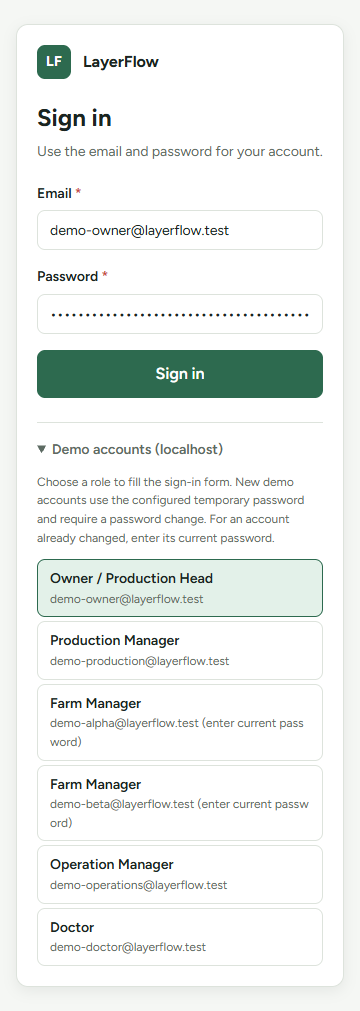 LF LayerFlow
Sign in
Use the email and password for your account.
Email *
demo-owner@layerflow.test
Password *
Sign in
▼ Demo accounts (localhost)
Choose a role to fill the sign-in form. New demo
accounts use the configured temporary password
and require a password change. For an account
already changed, enter its current password.
Owner / Production Head
demo-owner@layerflow.test
Production Manager
demo-production@layerflow.test
Farm Manager
demo-alpha@layerflow.test (enter current pass
word)
Farm Manager
demo-beta@layerflow.test (enter current passw
ord)
Operation Manager
demo-operations@layerflow.test
Doctor
demo-doctor@layerflow.test